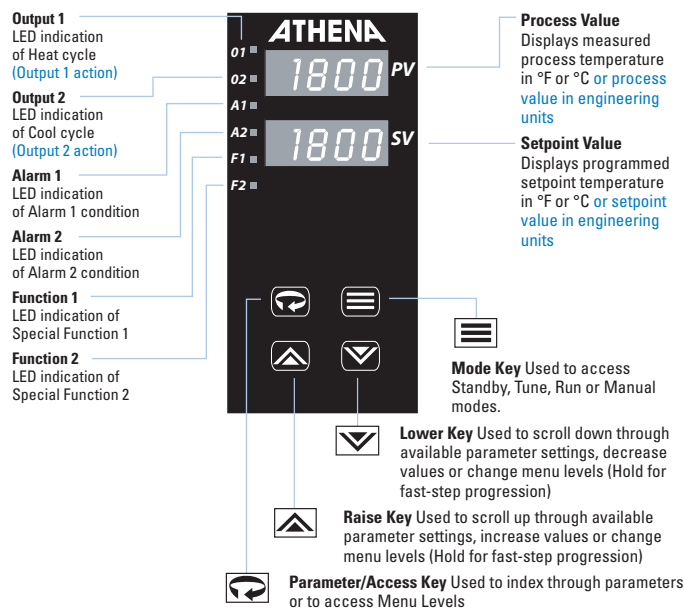 Output 1
LED indication
of Heat cycle
(Output 1 action)
Output 2
LED indication
of Cool cycle
(Output 2 action)
Alarm 1
LED indication
of Alarm 1 condition
Alarm 2
LED indication
of Alarm 2 condition
Function 1
LED indication of
Special Function 1
Function 2
LED indication of
Special Function 2
ATHENA
01
1800 PV
02
A1
A2
1800 SV
F1
F2
Process Value
Displays measured
process temperature
in °F or °C or process
value in engineering
units
Setpoint Value
Displays programmed
setpoint temperature
in °F or °C or setpoint
value in engineering
units
Mode Key Used to access
Standby, Tune, Run or Manual
modes.
Lower Key Used to scroll down through
available parameter settings, decrease
values or change menu levels (Hold for
fast-step progression)
Raise Key Used to scroll up through available
parameter settings, increase values or change
menu levels (Hold for fast-step progression)
Parameter/Access Key Used to index through parameters
or to access Menu Levels